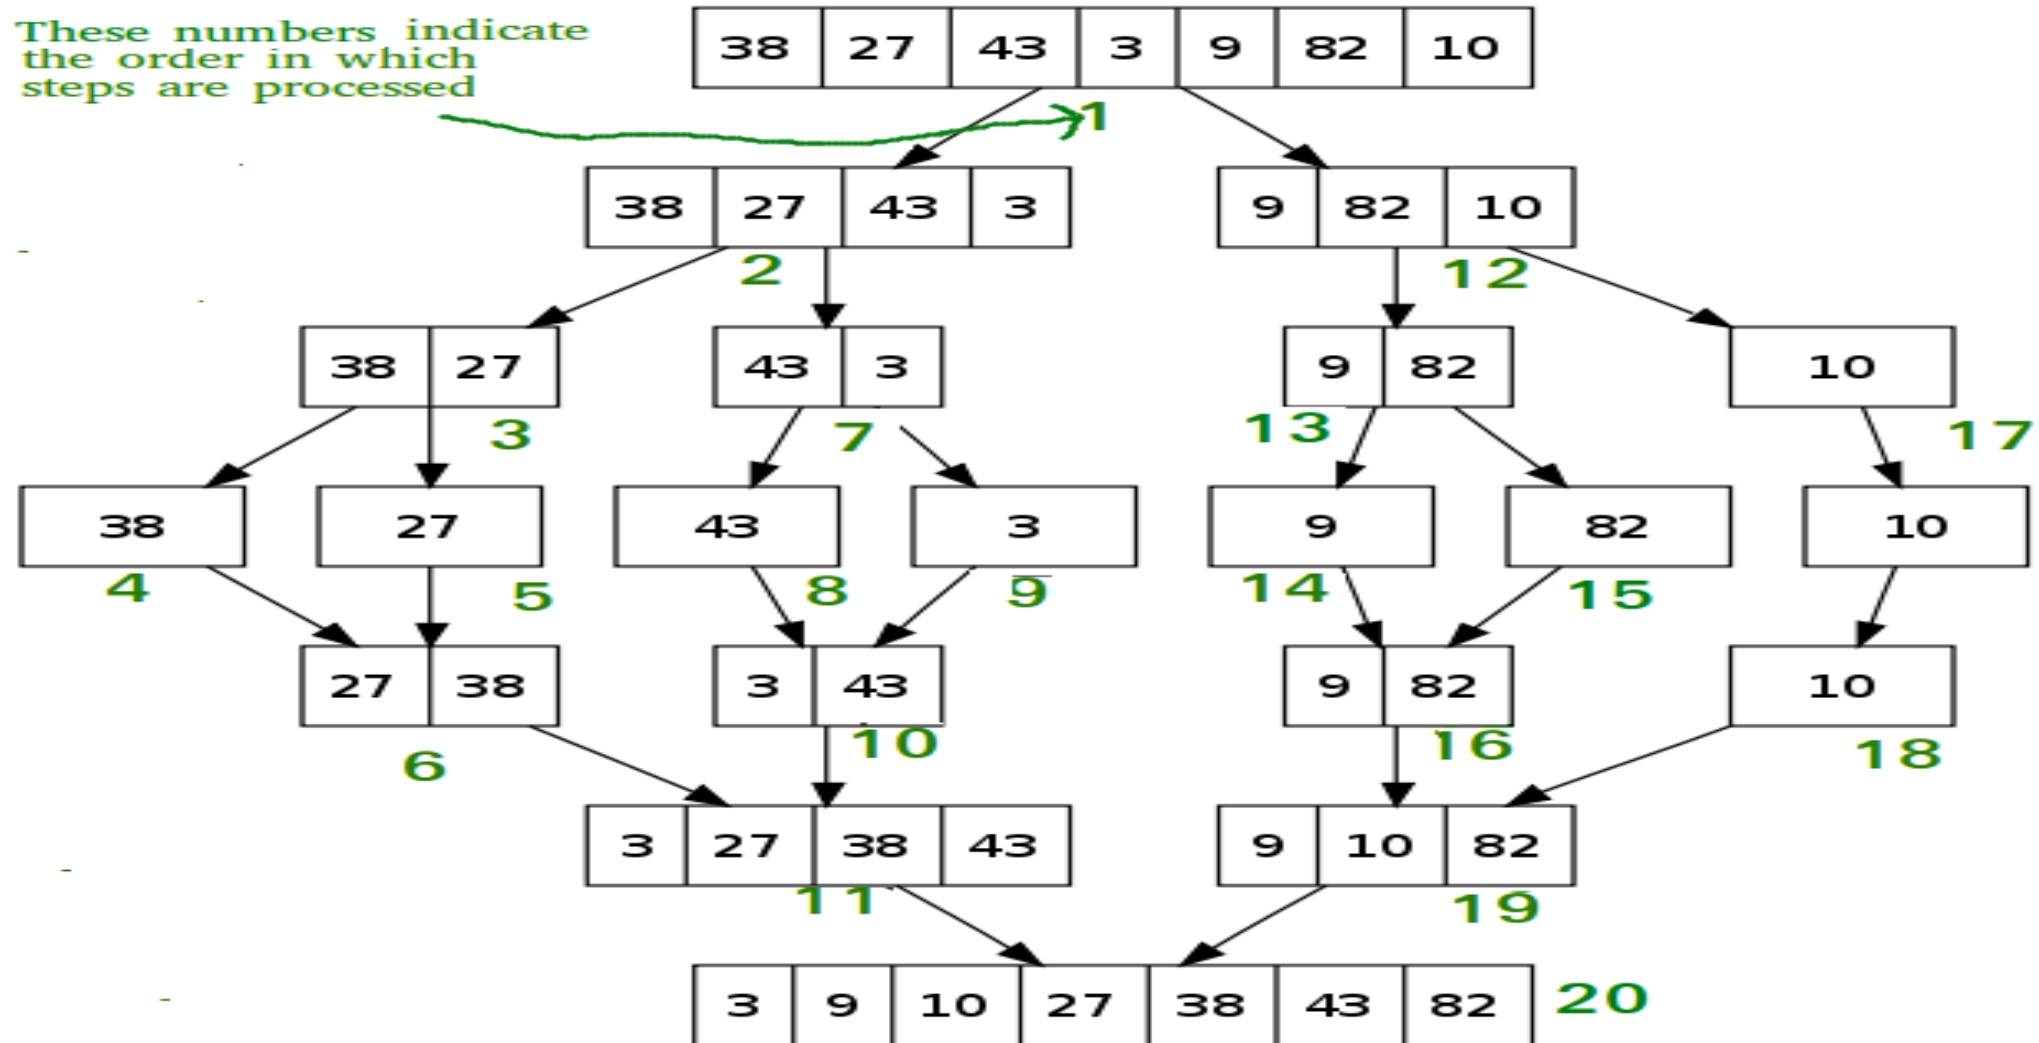 These numbers indicate
the order in which
steps are processed
38 27 43 3 9 82 10
1
38 27 43 3 9 82 10
2 12
38 27 43 3 9 82 10
3 7 13 17
38 27 43 3 9 82 10
4 5 8 9 14 15
27 38 3 43 9 82 10
6 10 16 18
3 27 38 43 9 10 82
11 19
3 9 10 27 38 43 82 20